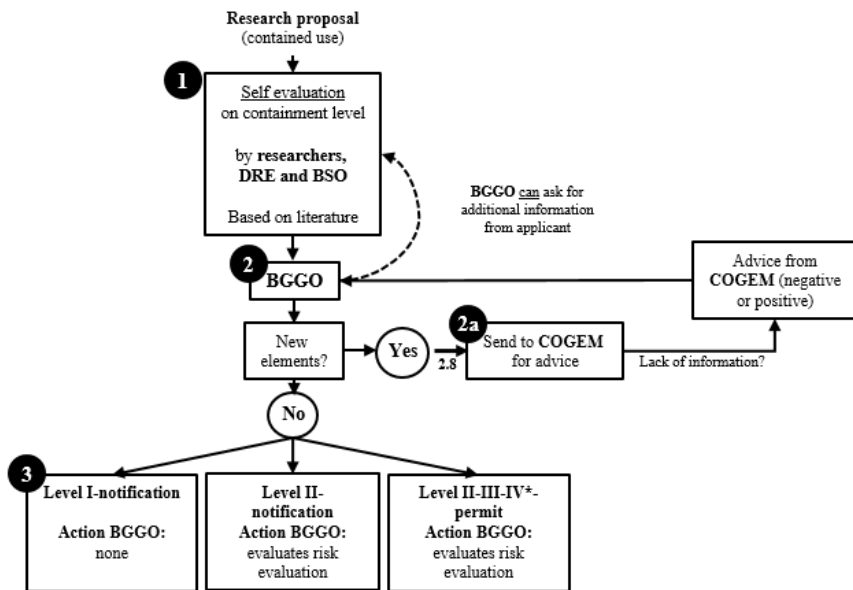 Research proposal
(contained use)
1
Self evaluation
on containment level
by researchers,
DRE and BSO
Based on literature
BGGO can ask for
additional information
from applicant
2
BGGO
Advice from
COGEM (negative
or positive)
New
elements?
Yes
2.8
2a
Send to COGEM
for advice
Lack of information?
No
3
Level I-notification
Action BGGO:
none
Level II-
notification
Action BGGO:
evaluates risk
evaluation
Level II-III-IV*-
permit
Action BGGO:
evaluates risk
evaluation